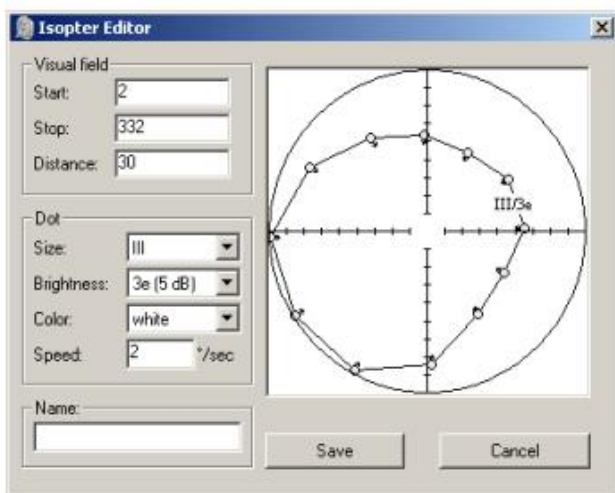 Isopter Editor
Visual field
Start: 2
Stop: 332
Distance: 30
Dot
Size: III
Brightness: 3e (5 dB)
Color: white
Speed: 2 °/sec
Name:
III/3e
Save Cancel